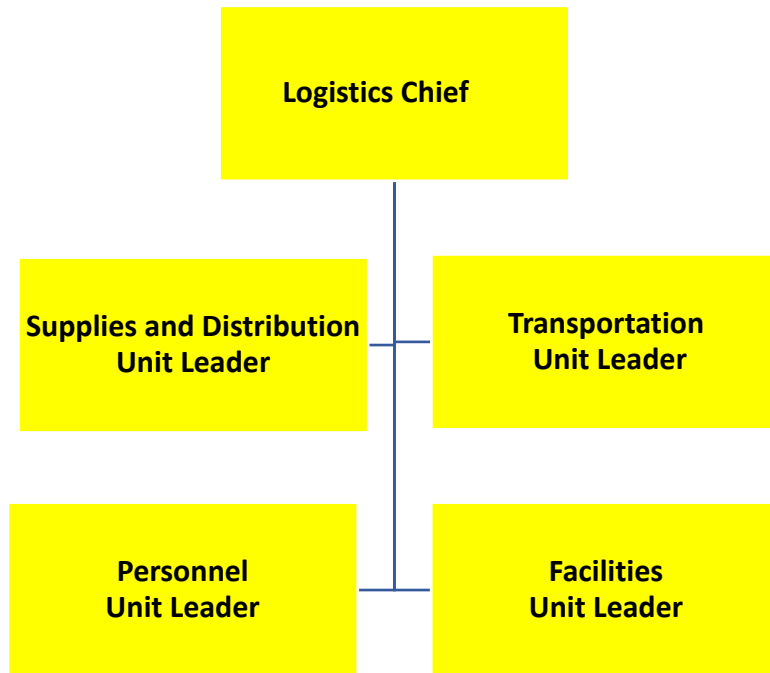 Logistics Chief
Supplies and Distribution
Unit Leader
Transportation
Unit Leader
Personnel
Unit Leader
Facilities
Unit Leader